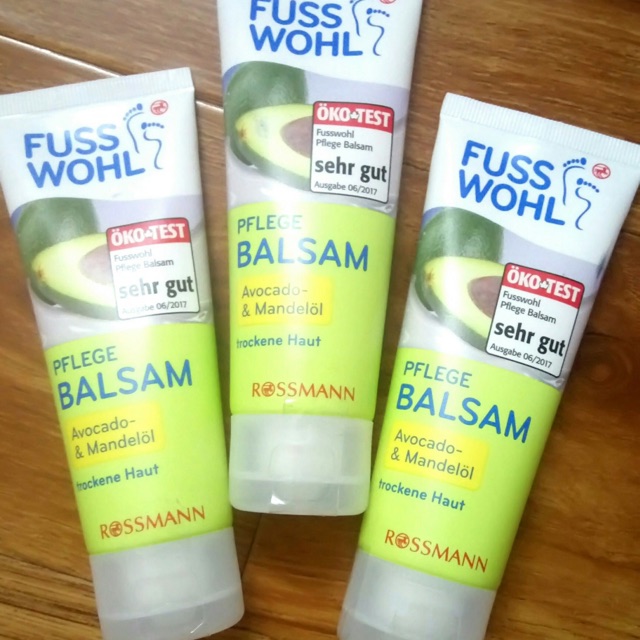 FUSS
WOHL
ÖKO-TEST
Fusswohl
Pflege Balsam
sehr gut
Ausgabe 06/2017
PFLEGE
BALSAM
Avocado-
& Mandelöl
trockene Haut
ROSSMANN
FUSS
WOHL
ÖKO-TEST
Fusswohl
Pflege Balsam
sehr gut
Ausgabe 06/2017
PFLEGE
BALSAM
Avocado-
& Mandelöl
trockene Haut
ROSSMANN
FUSS
WOHL
ÖKO-TEST
Fusswohl
Pflege Balsam
sehr gut
Ausgabe 06/2017
PFLEGE
BALSAM
Avocado-
& Mandelöl
trockene Haut
ROSSMANN